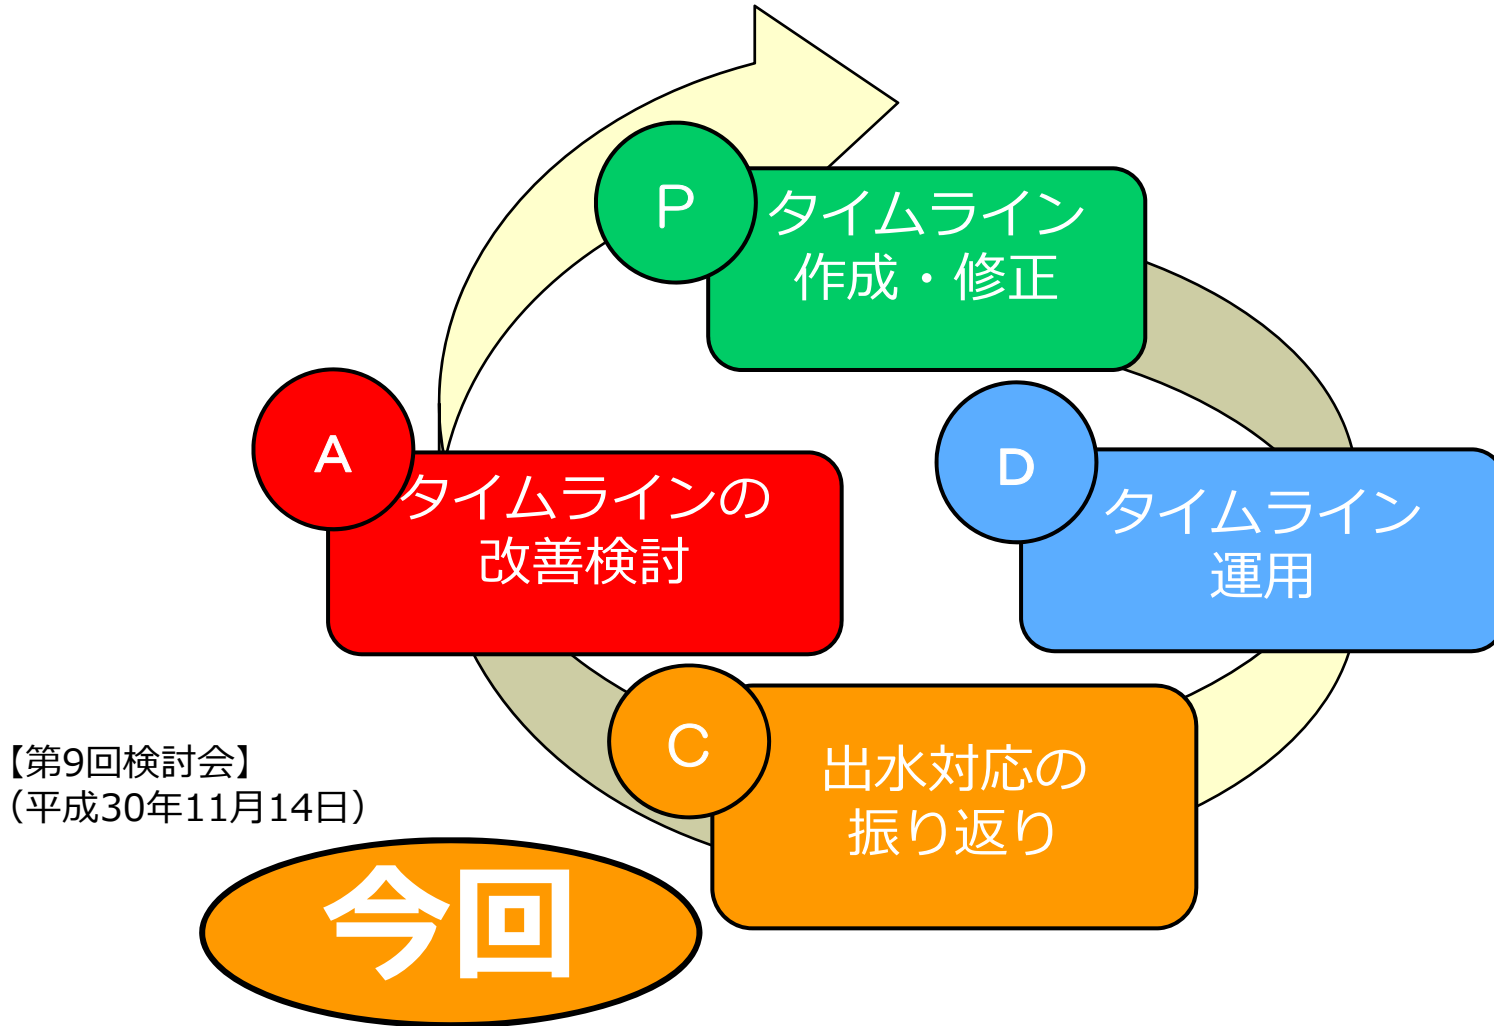 P
タイムライン
作成・修正
D
タイムライン
運用
C
出水対応の
振り返り
A
タイムラインの
改善検討
【第9回検討会】
（平成30年11月14日）
今回